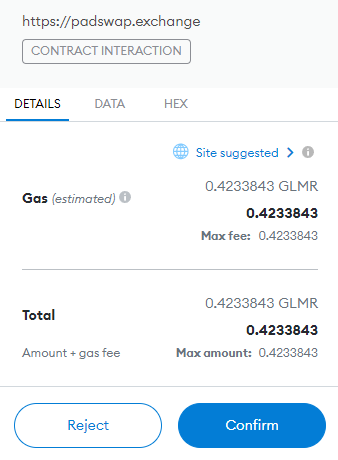 https://padswap.exchange
CONTRACT INTERACTION
DETAILS DATA HEX
Site suggested >
Gas (estimated) 0.4233843 GLMR
0.4233843
Max fee: 0.4233843
Total 0.4233843 GLMR
0.4233843
Amount + gas fee Max amount: 0.4233843
Reject Confirm